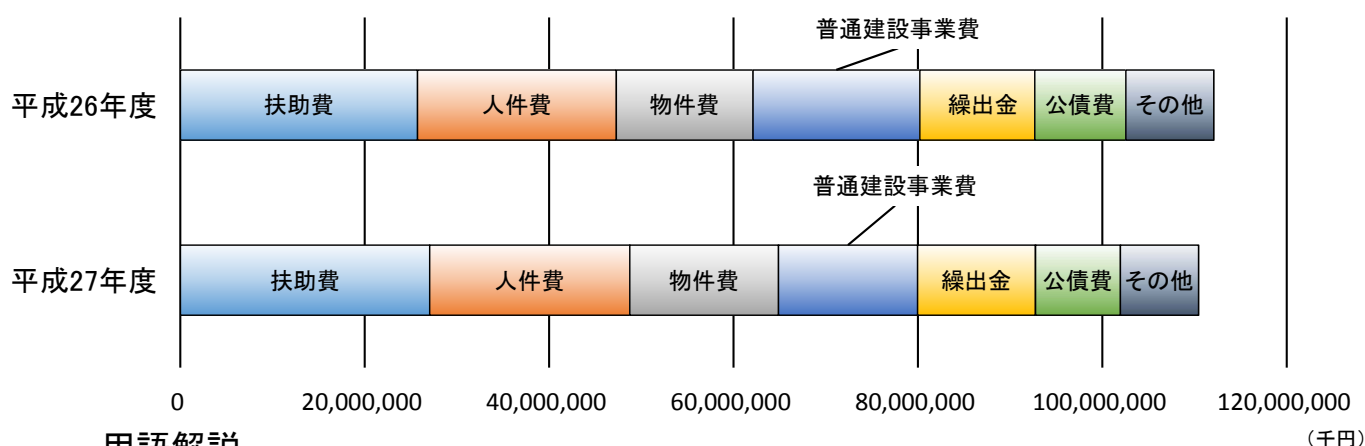 普通建設事業費
平成26年度
扶助費
人件費
物件費
繰出金
公債費
その他
普通建設事業費
平成27年度
扶助費
人件費
物件費
繰出金
公債費
その他
0
20,000,000
40,000,000
60,000,000
80,000,000
100,000,000
120,000,000
(千円)
用語解説